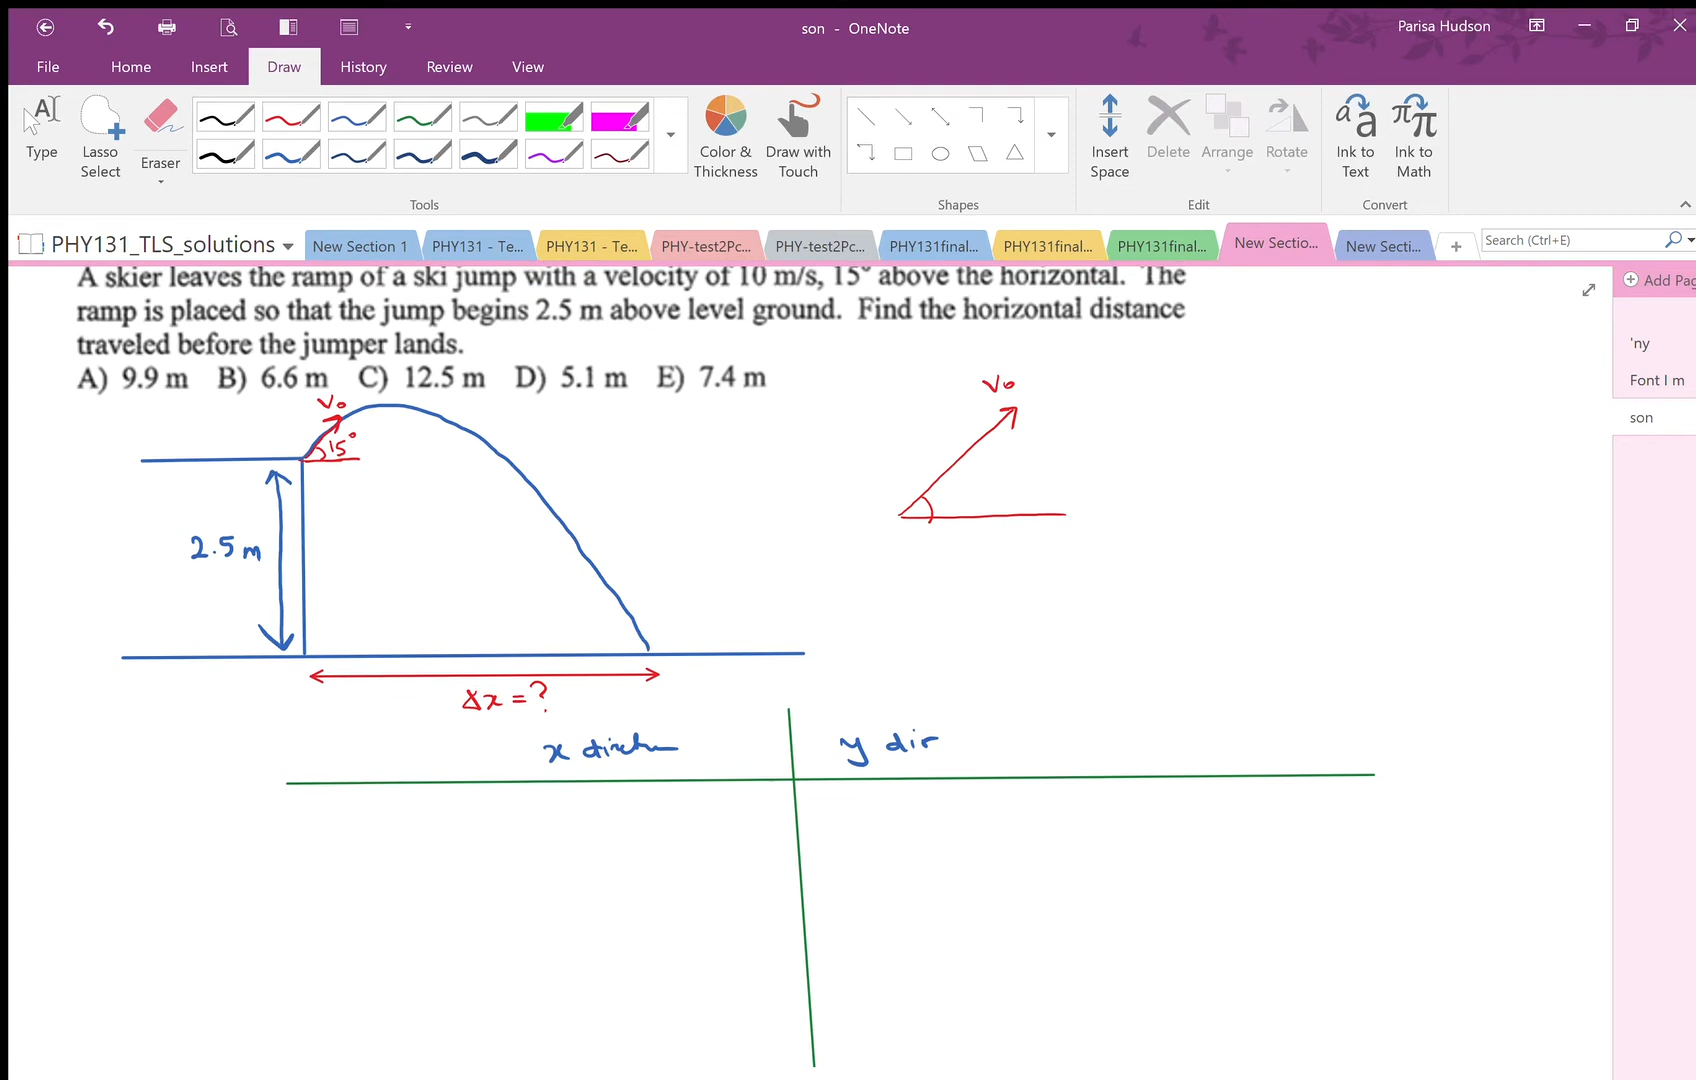 son - OneNote
Parisa Hudson
File Home Insert Draw History Review View
Type
Lasso Select
Eraser
Color & Thickness
Draw with Touch
Insert Space
Delete
Arrange
Rotate
Ink to Text
Ink to Math
Tools
Shapes
Edit
Convert
PHY131_TLS_solutions
New Section 1
PHY131 - Te...
PHY131 - Te...
PHY-test2Pc...
PHY-test2Pc...
PHY131final...
PHY131final...
PHY131final...
New Sectio...
New Secti...
Search (Ctrl+E)
Add Pag
'ny
Font I m
son
A skier leaves the ramp of a ski jump with a velocity of 10 m/s, 15° above the horizontal. The
ramp is placed so that the jump begins 2.5 m above level ground. Find the horizontal distance
traveled before the jumper lands.
A) 9.9 m B) 6.6 m C) 12.5 m D) 5.1 m E) 7.4 m
V₀
15°
V₀
2.5 m
Δx = ?
y dir